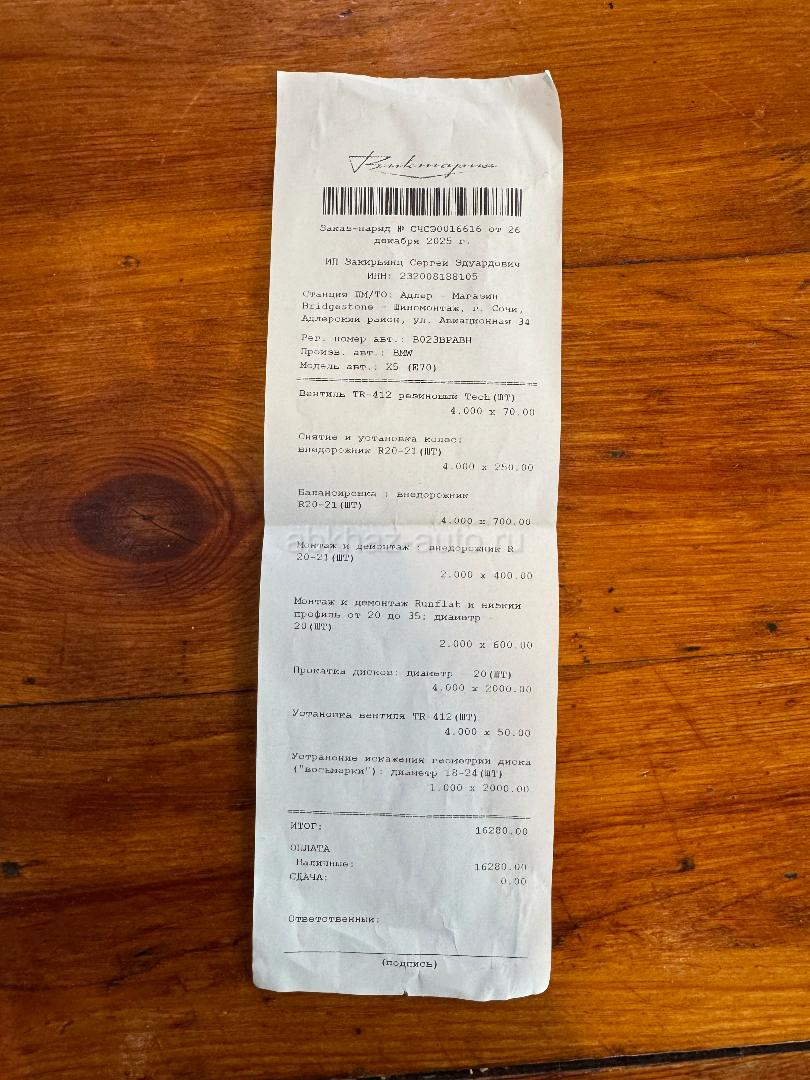 Виктария
Заказ-наряд № СЧСЭ0016616 от 26
декабря 2025 г.
ИП Закирьянц Сергей Эдуардович
ИНН: 232008188105
Станция ПМ/ТО: Адлер - Магазин
Bridgestone - Шиномонтаж, г. Сочи,
Адлерский район, ул. Авиационная 34
Рег. номер авт.: В023ВРАВН
Произв. авт.: BMW
Модель авт.: X5 (E70)
Вентиль TR-412 резиновый Tech(ШТ)
4.000 x 70.00
Снятие и установка колес:
внедорожник R20-21(ШТ)
4.000 x 250.00
Балансировка : внедорожник
R20-21(ШТ)
4.000 x 700.00
abkhaz-auto.ru
Монтаж и демонтаж : внедорожник R
20-21(ШТ)
2.000 x 400.00
Монтаж и демонтаж Runflat и низкий
профиль от 20 до 35: диаметр -
20(ШТ)
2.000 x 600.00
Прокатка дисков: диаметр - 20(ШТ)
4.000 x 2000.00
Установка вентиля TR-412(ШТ)
4.000 x 50.00
Устранение искажения геометрии диска
("восьмерки"): диаметр 18-24(ШТ)
1.000 x 2000.00
ИТОГ: 16280.00
ОПЛАТА
Наличные: 16280.00
СДАЧА: 0.00
Ответственный:
(подпись)